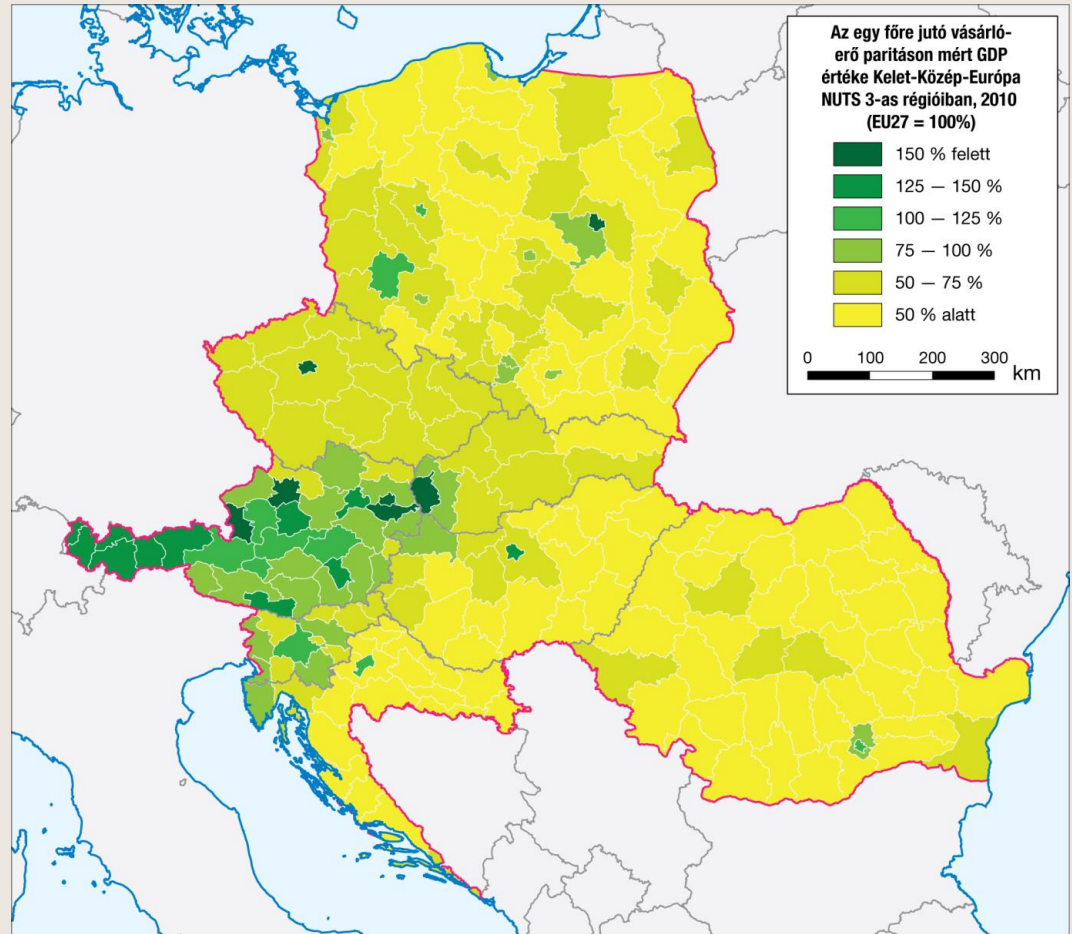 Az egy főre jutó vásárló-
erő paritáson mért GDP
értéke Kelet-Közép-Európa
NUTS 3-as régióiban, 2010
(EU27 = 100%)
150 % felett
125 — 150 %
100 — 125 %
75 — 100 %
50 — 75 %
50 % alatt
0 100 200 300 km